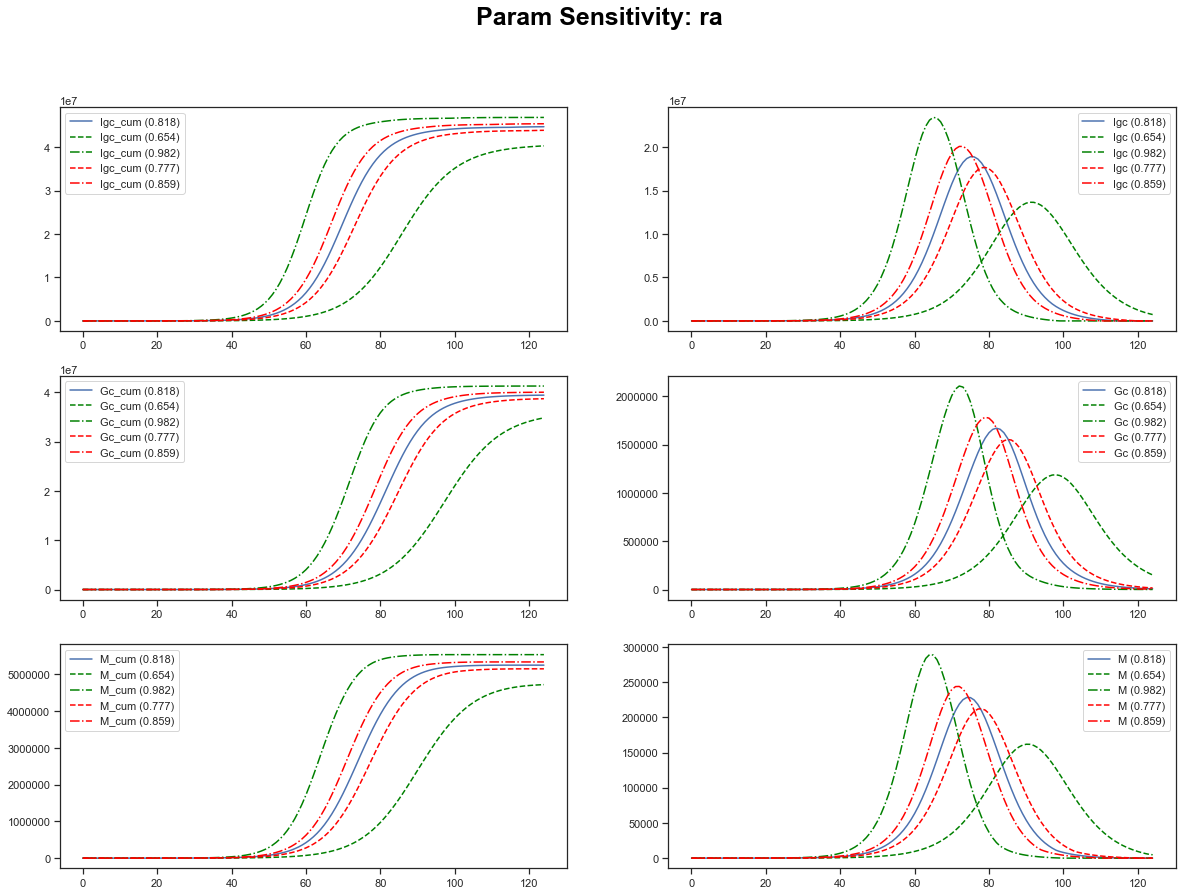 Param Sensitivity: ra
1e7
Igc_cum (0.818)
Igc_cum (0.654)
Igc_cum (0.982)
Igc_cum (0.777)
Igc_cum (0.859)
4
3
2
1
0
0 20 40 60 80 100 120
1e7
Igc (0.818)
Igc (0.654)
Igc (0.982)
Igc (0.777)
Igc (0.859)
2.0
1.5
1.0
0.5
0.0
0 20 40 60 80 100 120
1e7
Gc_cum (0.818)
Gc_cum (0.654)
Gc_cum (0.982)
Gc_cum (0.777)
Gc_cum (0.859)
4
3
2
1
0
0 20 40 60 80 100 120
Gc (0.818)
Gc (0.654)
Gc (0.982)
Gc (0.777)
Gc (0.859)
2000000
1500000
1000000
500000
0
0 20 40 60 80 100 120
M_cum (0.818)
M_cum (0.654)
M_cum (0.982)
M_cum (0.777)
M_cum (0.859)
5000000
4000000
3000000
2000000
1000000
0
0 20 40 60 80 100 120
M (0.818)
M (0.654)
M (0.982)
M (0.777)
M (0.859)
300000
250000
200000
150000
100000
50000
0
0 20 40 60 80 100 120